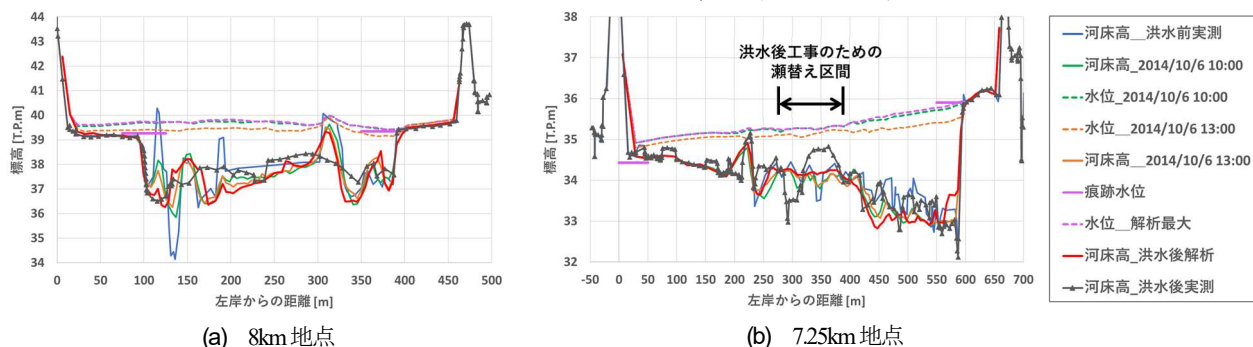 44
43
42
41
40
39
38
37
36
35
34
標高 [T.P.m]
0
50
100
150
200
250
300
350
400
450
500
左岸からの距離 [m]
(a) 8km 地点
38
37
36
35
34
33
32
標高 [T.P.m]
洪水後工事のための
瀬替え区間
-50
0
50
100
150
200
250
300
350
400
450
500
550
600
650
700
左岸からの距離 [m]
(b) 7.25km 地点
河床高__洪水前実測
河床高_2014/10/6 10:00
水位_2014/10/6 10:00
水位__2014/10/6 13:00
河床高__2014/10/6 13:00
痕跡水位
水位__解析最大
河床高_洪水後解析
河床高_洪水後実測